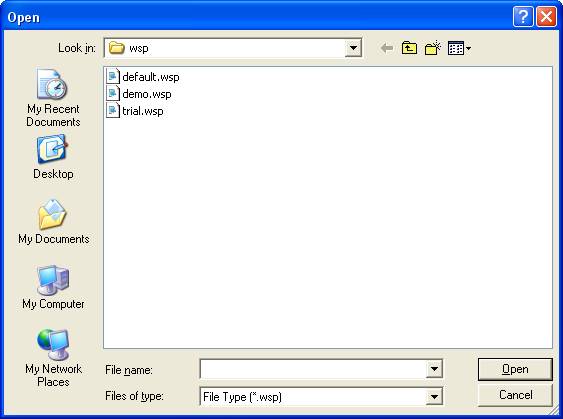 Open
Look in: wsp
My Recent
Documents
Desktop
My Documents
My Computer
My Network
Places
default.wsp
demo.wsp
trial.wsp
File name:
Open
Files of type: File Type (*.wsp)
Cancel